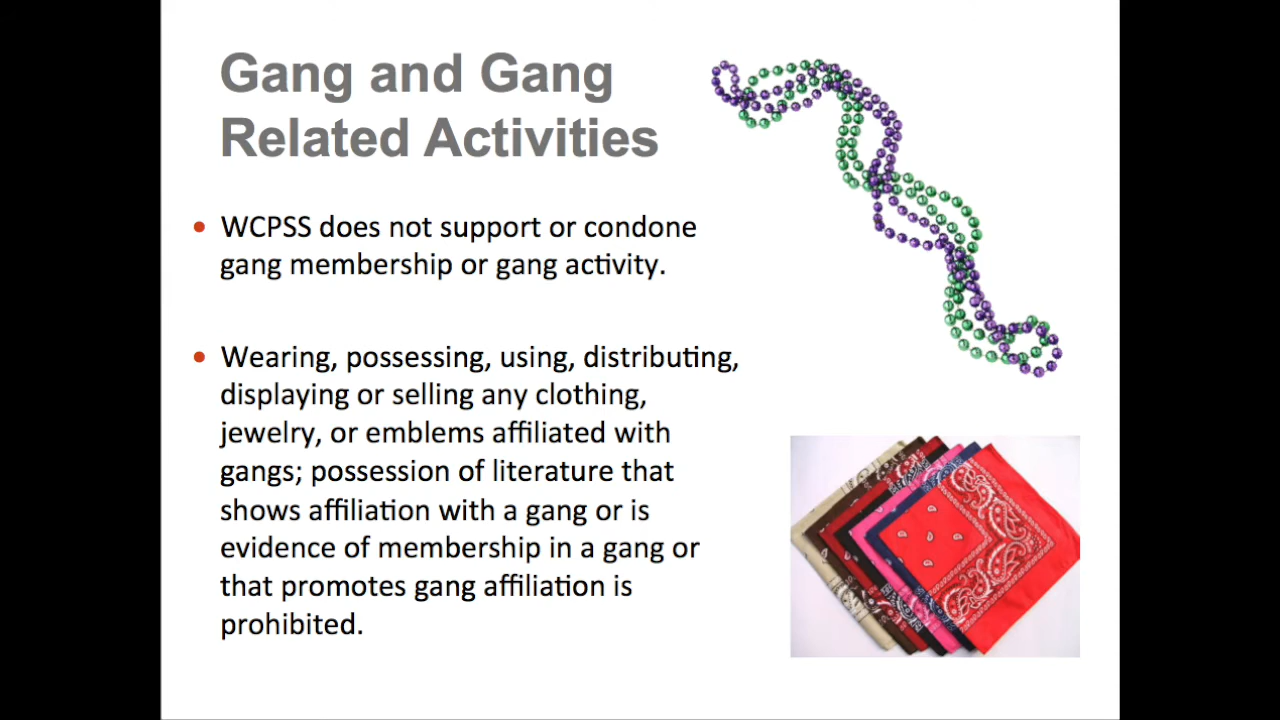 Gang and Gang
Related Activities
• WCPSS does not support or condone
gang membership or gang activity.
• Wearing, possessing, using, distributing,
displaying or selling any clothing,
jewelry, or emblems affiliated with
gangs; possession of literature that
shows affiliation with a gang or is
evidence of membership in a gang or
that promotes gang affiliation is
prohibited.